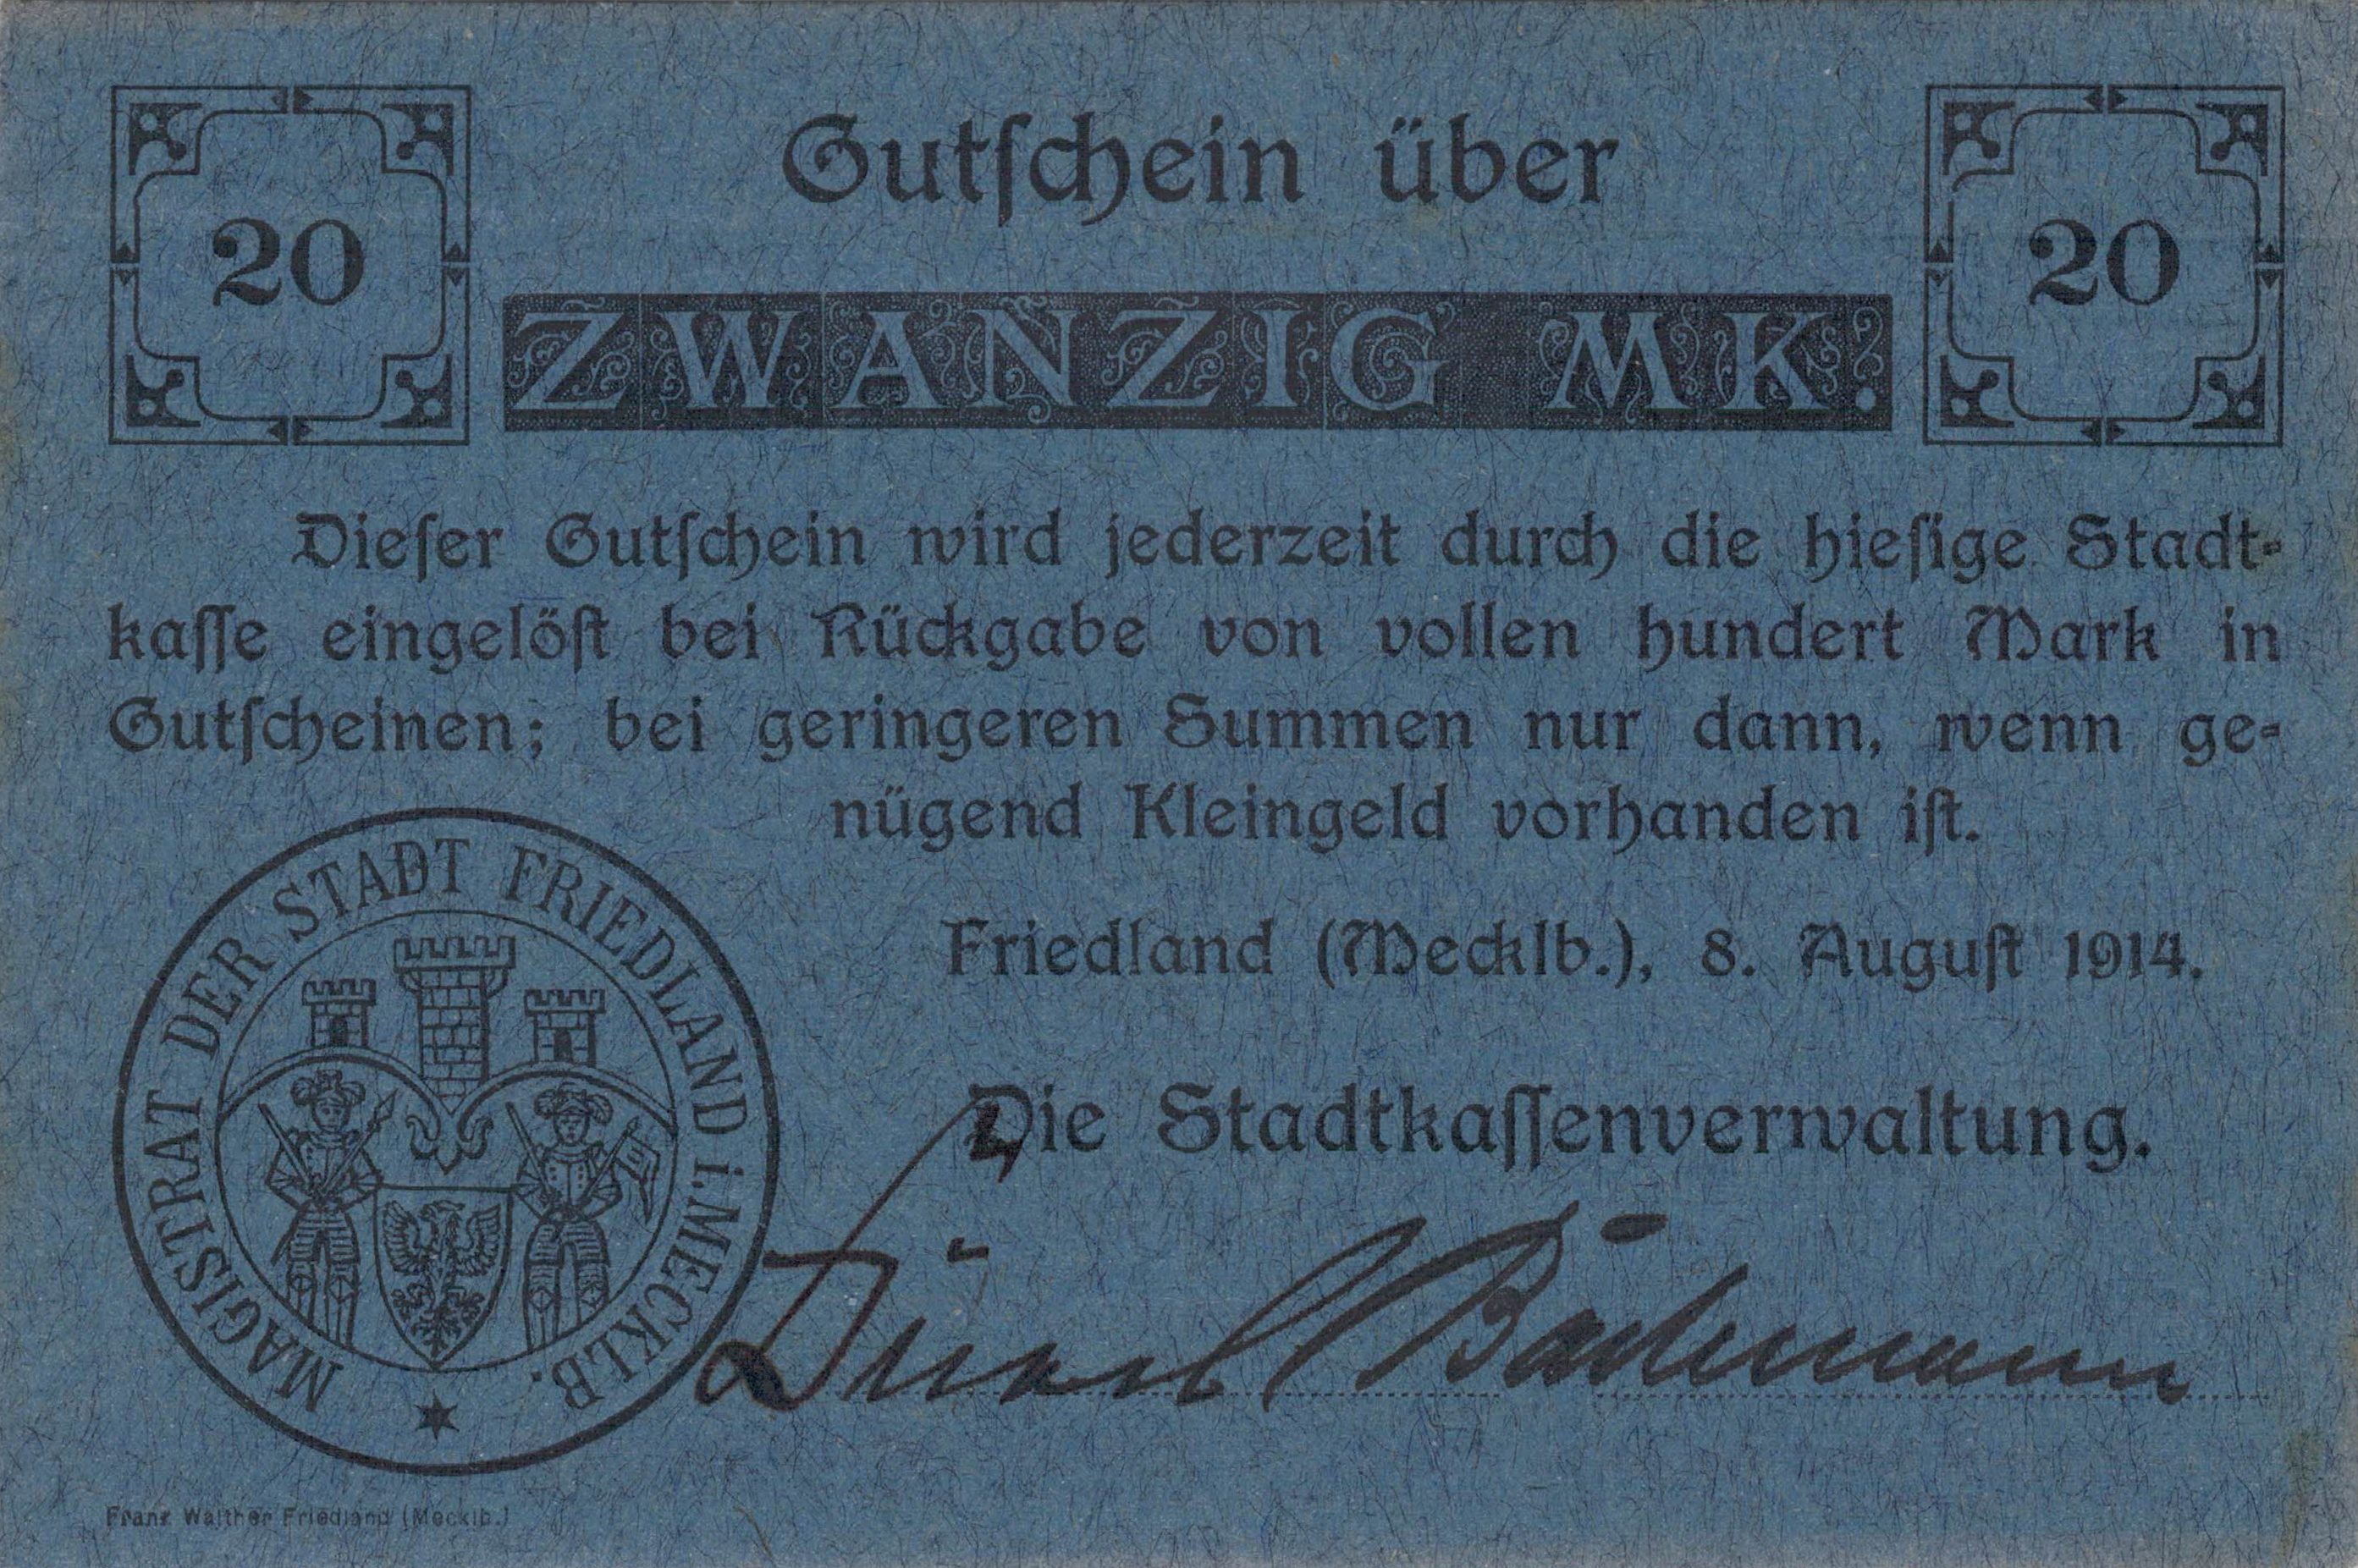 Gutſchein über
20
ZWANZIG MK.
20
Dieſer Gutſchein wird jederzeit durch die hieſige Stadt-
kaſſe eingelöſt bei Rückgabe von vollen hundert Mark in
Gutſcheinen; bei geringeren Summen nur dann, wenn ge-
nügend Kleingeld vorhanden iſt.
MAGISTRAT DER STADT FRIEDLAND i. MECKLB.
Friedland (Mecklb.), 8. Auguſt 1914.
Die Stadtkaſſenverwaltung.
Franz Walther Friedland (Mecklb.)